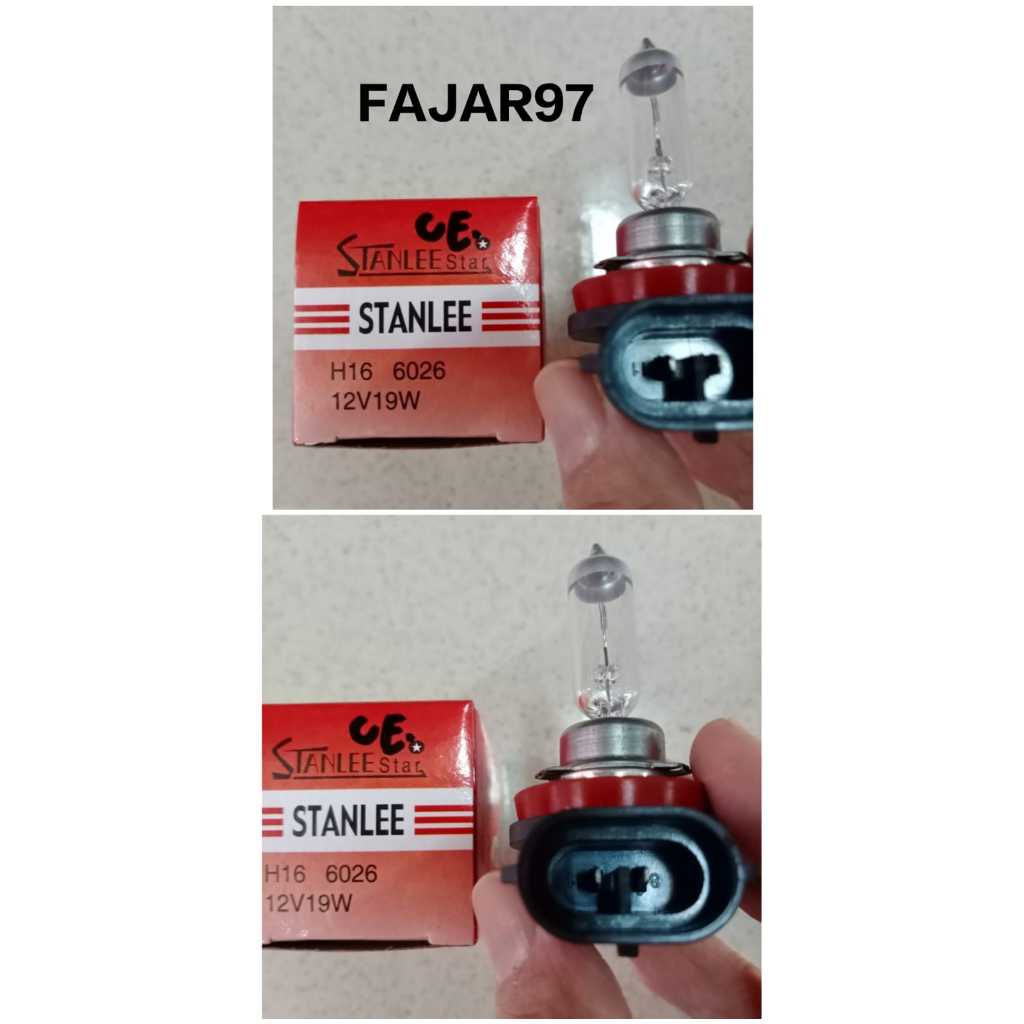 FAJAR97
CE
STANLEE Star
STANLEE
H16 6026
12V19W
CE
STANLEE Star
STANLEE
H16 6026
12V19W